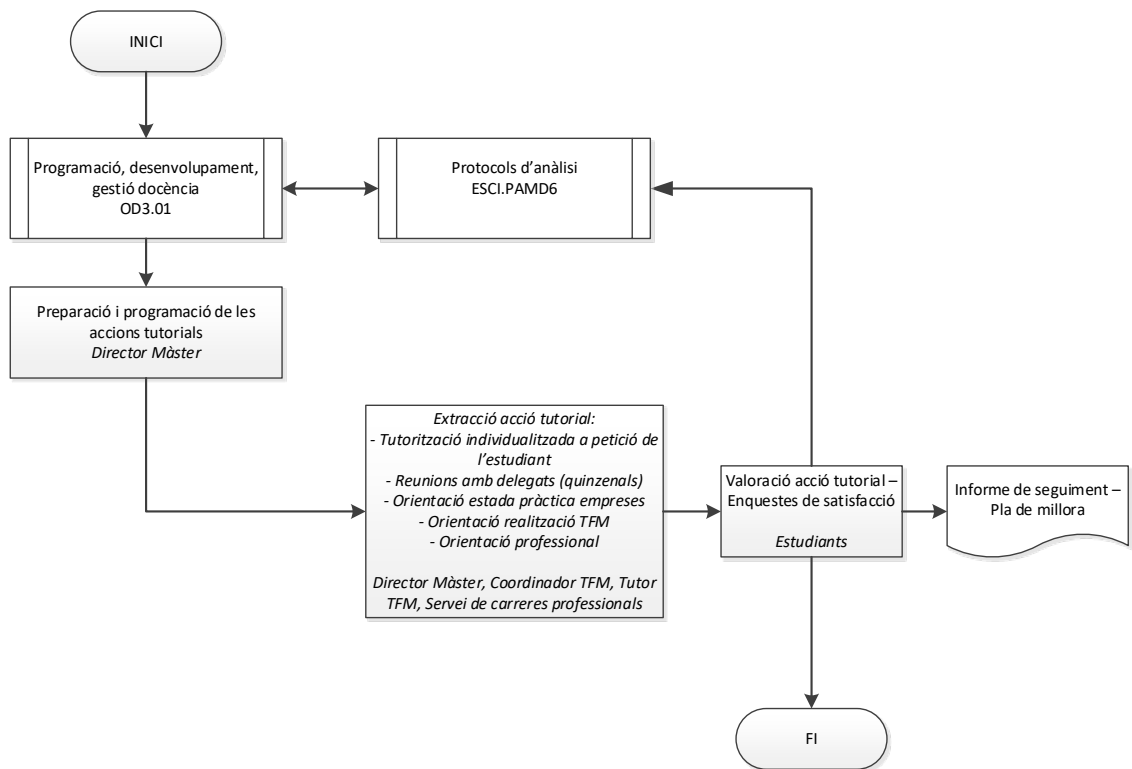 INICI
Programació, desenvolupament,
gestió docència
OD3.01
Protocols d’anàlisi
ESCI.PAMD6
Preparació i programació de les
accions tutorials
Director Màster
Extracció acció tutorial:
- Tutorització individualitzada a petició de
l’estudiant
- Reunions amb delegats (quinzenals)
- Orientació estada pràctica empreses
- Orientació realització TFM
- Orientació professional
Director Màster, Coordinador TFM, Tutor
TFM, Servei de carreres professionals
Valoració acció tutorial –
Enquestes de satisfacció
Estudiants
Informe de seguiment –
Pla de millora
FI